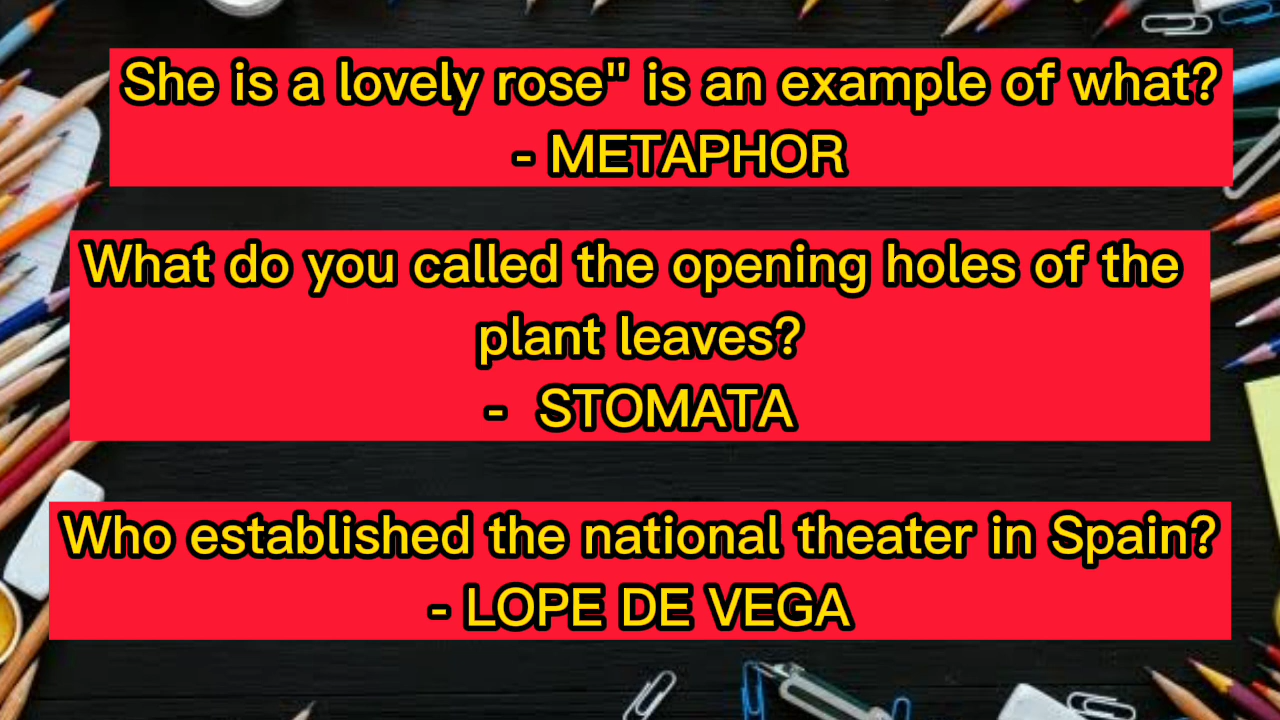 She is a lovely rose" is an example of what?
- METAPHOR
What do you called the opening holes of the
plant leaves?
- STOMATA
Who established the national theater in Spain?
- LOPE DE VEGA